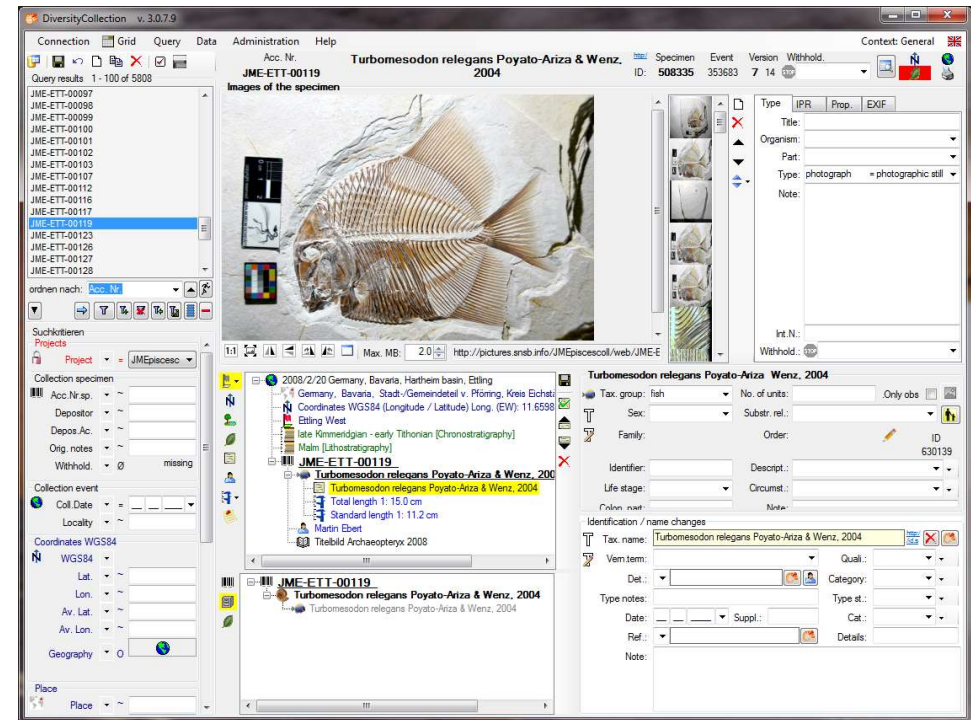 DiversityCollection v. 3.0.7.9
Connection Grid Query Data Administration Help Context: General
Query results 1 - 100 of 5808
JME-ETT-00097
JME-ETT-00098
JME-ETT-00099
JME-ETT-00100
JME-ETT-00101
JME-ETT-00102
JME-ETT-00103
JME-ETT-00107
JME-ETT-00112
JME-ETT-00116
JME-ETT-00117
JME-ETT-00119
JME-ETT-00123
JME-ETT-00126
JME-ETT-00127
JME-ETT-00128
ordnen nach: Acc. Nr.
Suchkritieren
Projects
Project = JMEpiscesc
Collection specimen
Acc.Nr.sp. ~
Depositor ~
Depos.Ac. ~
Orig. notes ~
Withhold. Ø missing
Collection event
Coll.Date = __ __ ____
Locality ~
Coordinates WGS84
WGS84
Lat. ~
Lon. ~
Av. Lat. ~
Av. Lon. ~
Geography O
Place
Place ~
Acc. Nr.
JME-ETT-00119
Turbomesodon relegans Poyato-Ariza & Wenz,
2004
Specimen Event Version Withhold.
ID: 508335 353683 7 14 STOP
Images of the specimen
1:1 Max. MB: 2.0 http://pictures.snsb.info/JMEpiscescoll/web/JME-E
Type IPR Prop. EXIF
Title:
Organism:
Part:
Type: photograph = photographic still
Note:
Int.N.:
Withhold.: STOP
2008/2/20 Germany, Bavaria, Hartheim basin, Ettling
Germany, Bavaria, Stadt-/Gemeindeteil v. Pförring, Kreis Eichstä
Coordinates WGS84 (Longitude / Latitude) Long. (EW): 11.6598
Ettling West
late Kimmeridgian - early Tithonian [Chronostratigraphy]
Malm [Lithostratigraphy]
JME-ETT-00119
Turbomesodon relegans Poyato-Ariza & Wenz, 200
Turbomesodon relegans Poyato-Ariza & Wenz, 2004
Total length 1: 15.0 cm
Standard length 1: 11.2 cm
Martin Ebert
Titelbild Archaeopteryx 2008
JME-ETT-00119
Turbomesodon relegans Poyato-Ariza & Wenz, 2004
Turbomesodon relegans Poyato-Ariza & Wenz, 2004
Turbomesodon relegans Poyato-Ariza Wenz, 2004
Tax. group: fish No. of units: Only obs
Sex: Substr. rel.:
Family: Order: ID
630139
Identifier: Descript.:
Life stage: Circumst.:
Colon. part: Note:
Identification / name changes
Tax. name: Turbomesodon relegans Poyato-Ariza & Wenz, 2004
Vern.term: Quali.:
Det.: Category:
Type notes: Type st.:
Date: __ __ ____ Suppl.: Cat.:
Ref.: Details:
Note: